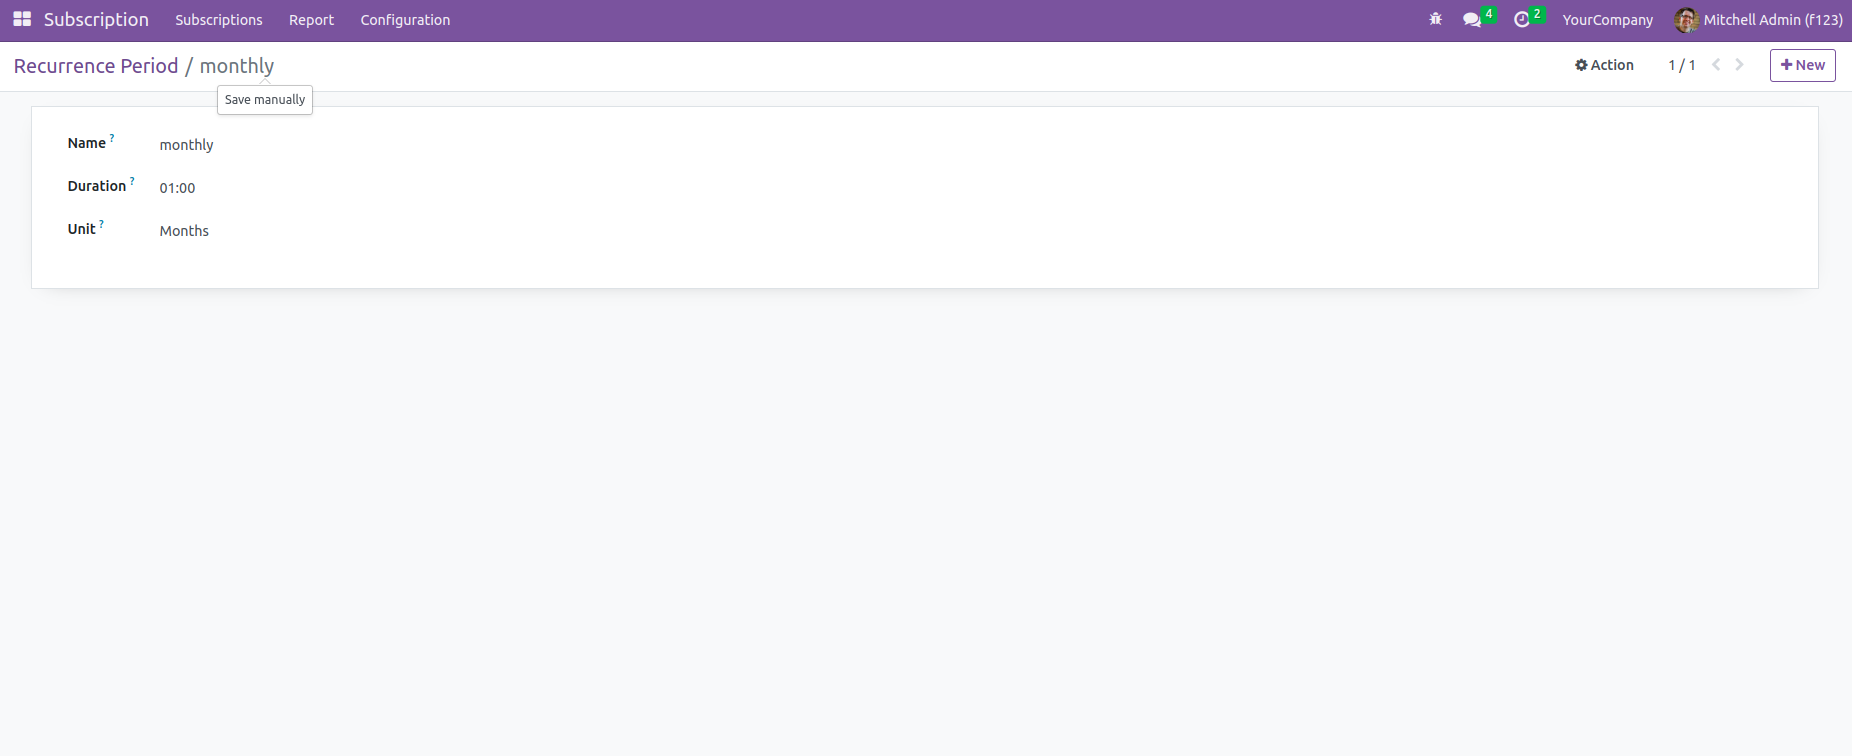 Subscription Subscriptions Report Configuration 4 2 YourCompany Mitchell Admin (f123)
Recurrence Period / monthly Action 1 / 1 New
Save manually
Name ? monthly
Duration ? 01:00
Unit ? Months